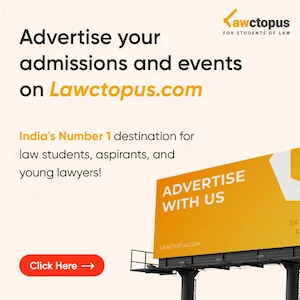 Lawctopus
FOR STUDENTS OF LAW
Advertise your
admissions and events
on Lawctopus.com
India's Number 1 destination for
law students, aspirants, and
young lawyers!
ADVERTISE
WITH US
3X
LAWCTOPUS.COM
Click Here